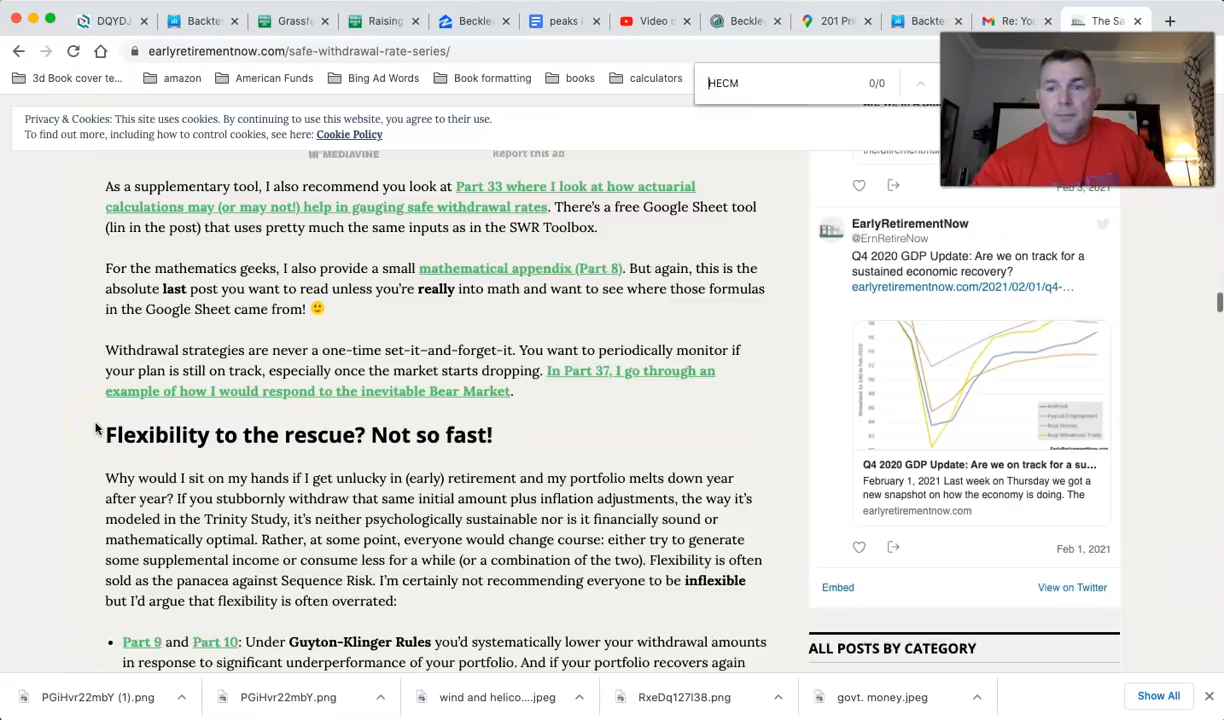 DQYDJ
Backtes
Grassfe
Raising
Beckley
peaks i
Video d
Beckley
201 Pri
Backtes
Re: You
The Sa
earlyretirementnow.com/safe-withdrawal-rate-series/
3d Book cover te...
amazon
American Funds
Bing Ad Words
Book formatting
books
calculators
HECM
0/0
Privacy & Cookies: This site uses cookies. By continuing to use this website, you agree to their use.
To find out more, including how to control cookies, see here: Cookie Policy
MEDIAVINE
Report this ad
As a supplementary tool, I also recommend you look at Part 33 where I look at how actuarial
calculations may (or may not!) help in gauging safe withdrawal rates. There's a free Google Sheet tool
(lin in the post) that uses pretty much the same inputs as in the SWR Toolbox.
For the mathematics geeks, I also provide a small mathematical appendix (Part 8). But again, this is the
absolute last post you want to read unless you're really into math and want to see where those formulas
in the Google Sheet came from! 🙂
Withdrawal strategies are never a one-time set-it-and-forget-it. You want to periodically monitor if
your plan is still on track, especially once the market starts dropping. In Part 37, I go through an
example of how I would respond to the inevitable Bear Market.
Flexibility to the rescue? Not so fast!
Why would I sit on my hands if I get unlucky in (early) retirement and my portfolio melts down year
after year? If you stubbornly withdraw that same initial amount plus inflation adjustments, the way it's
modeled in the Trinity Study, it's neither psychologically sustainable nor is it financially sound or
mathematically optimal. Rather, at some point, everyone would change course: either try to generate
some supplemental income or consume less for a while (or a combination of the two). Flexibility is often
sold as the panacea against Sequence Risk. I'm certainly not recommending everyone to be inflexible
but I'd argue that flexibility is often overrated:
• Part 9 and Part 10: Under Guyton-Klinger Rules you'd systematically lower your withdrawal amounts
in response to significant underperformance of your portfolio. And if your portfolio recovers again
Feb 3, 2021
EarlyRetirementNow
@ErnRetireNow
Q4 2020 GDP Update: Are we on track for a
sustained economic recovery?
earlyretirementnow.com/2021/02/01/q4-...
EarlyRetirementNow.com
Q4 2020 GDP Update: Are we on track for a su...
February 1, 2021 Last week on Thursday we got a
new snapshot on how the economy is doing. The
earlyretirementnow.com
Feb 1, 2021
Embed
View on Twitter
ALL POSTS BY CATEGORY
PGiHvr22mbY (1).png
PGiHvr22mbY.png
wind and helico....jpeg
RxeDq127I38.png
govt. money.jpeg
Show All